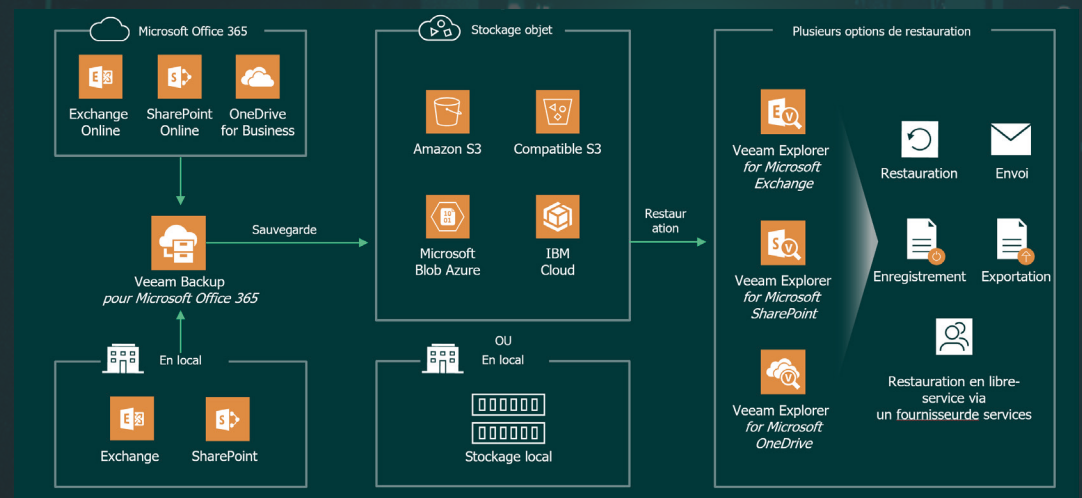 Microsoft Office 365
Exchange
Online
SharePoint
Online
OneDrive
for Business
Veeam Backup
pour Microsoft Office 365
En local
Exchange
SharePoint
Sauvegarde
Stockage objet
Amazon S3
Compatible S3
Microsoft
Blob Azure
IBM
Cloud
OU
En local
Stockage local
Restaur
ation
Plusieurs options de restauration
Veeam Explorer
for Microsoft
Exchange
Veeam Explorer
for Microsoft
SharePoint
Veeam Explorer
for Microsoft
OneDrive
Restauration
Envoi
Enregistrement
Exportation
Restauration en libre-
service via
un fournisseurde services